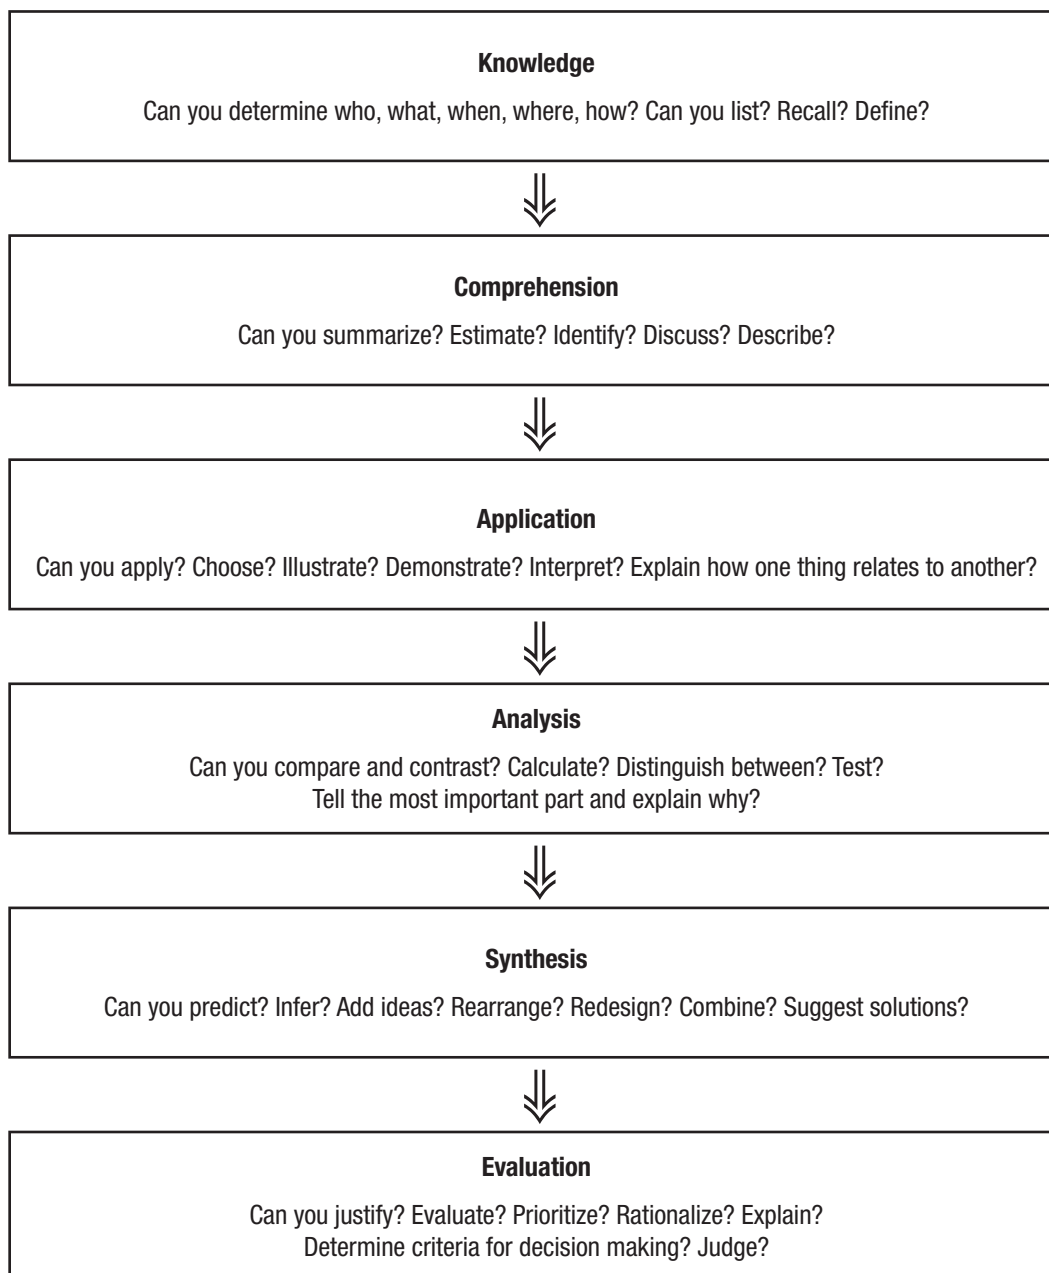 Knowledge
Can you determine who, what, when, where, how? Can you list? Recall? Define?
Comprehension
Can you summarize? Estimate? Identify? Discuss? Describe?
Application
Can you apply? Choose? Illustrate? Demonstrate? Interpret? Explain how one thing relates to another?
Analysis
Can you compare and contrast? Calculate? Distinguish between? Test?
Tell the most important part and explain why?
Synthesis
Can you predict? Infer? Add ideas? Rearrange? Redesign? Combine? Suggest solutions?
Evaluation
Can you justify? Evaluate? Prioritize? Rationalize? Explain?
Determine criteria for decision making? Judge?